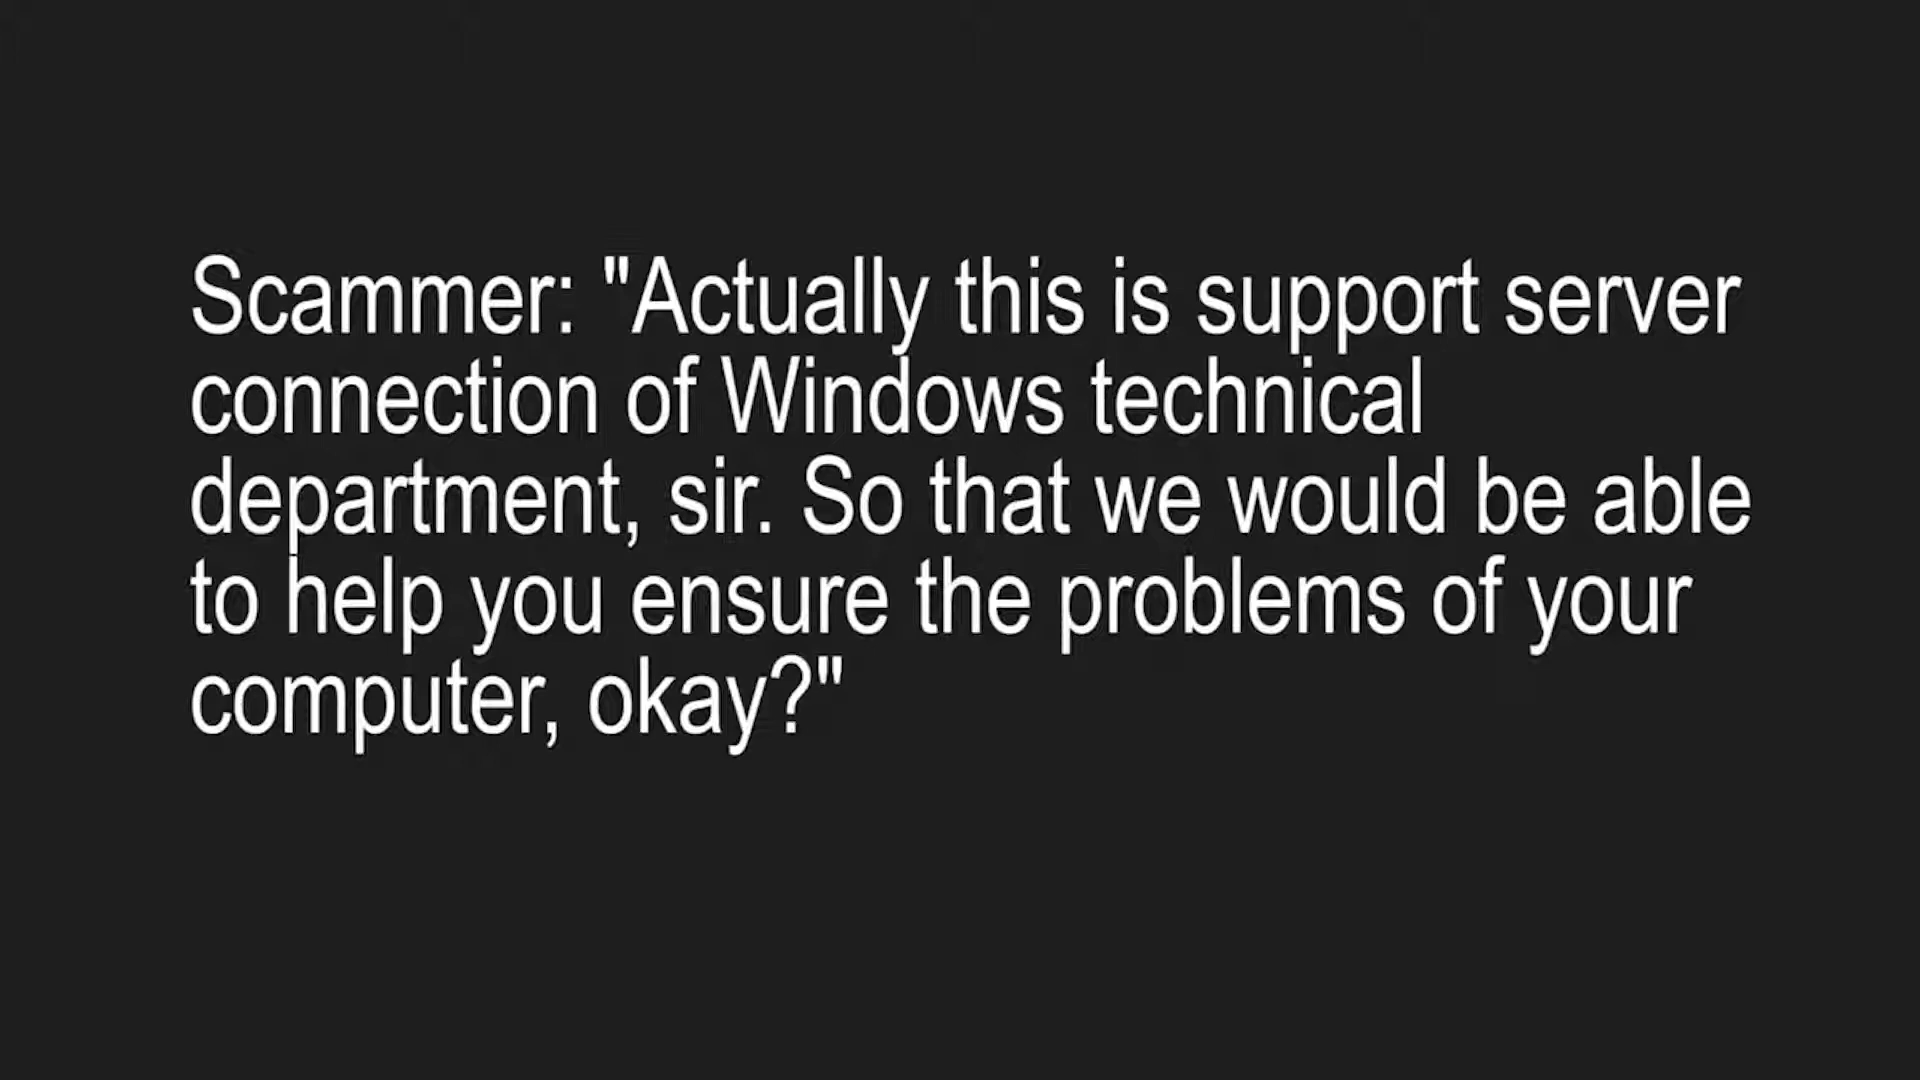 Scammer: "Actually this is support server
connection of Windows technical
department, sir. So that we would be able
to help you ensure the problems of your
computer, okay?"